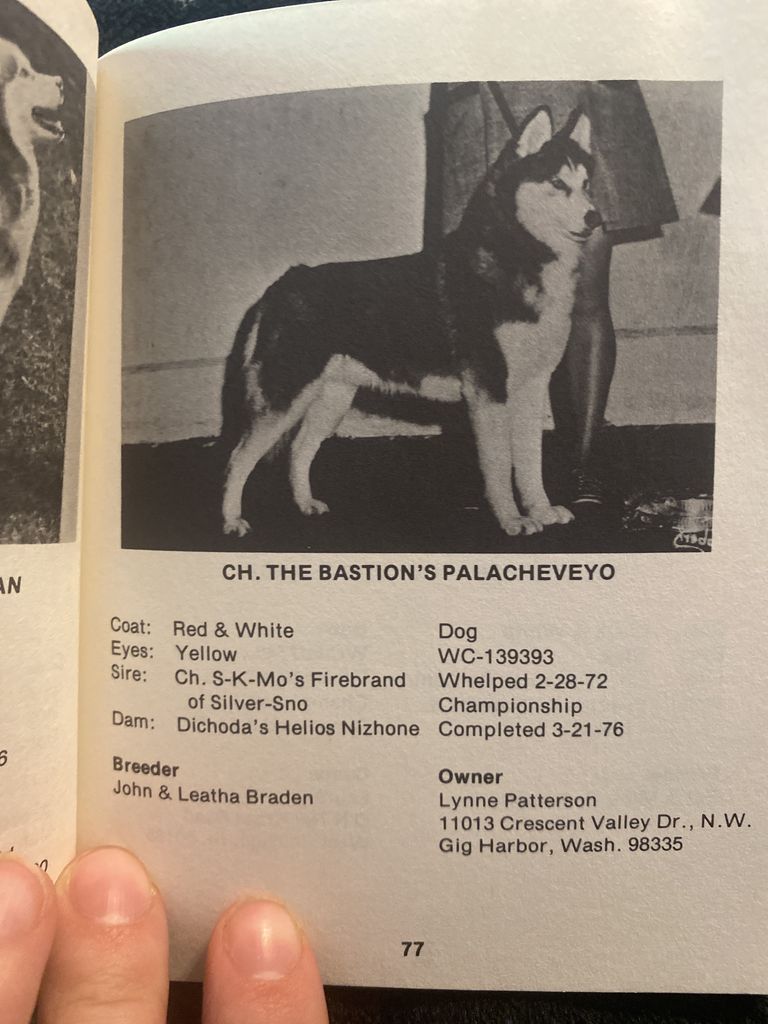 AN
6
CH. THE BASTION'S PALACHEVEYO
Coat: Red & White
Eyes: Yellow
Sire: Ch. S-K-Mo's Firebrand
of Silver-Sno
Dam: Dichoda's Helios Nizhone
Dog
WC-139393
Whelped 2-28-72
Championship
Completed 3-21-76
Breeder
John & Leatha Braden
Owner
Lynne Patterson
11013 Crescent Valley Dr., N.W.
Gig Harbor, Wash. 98335
77